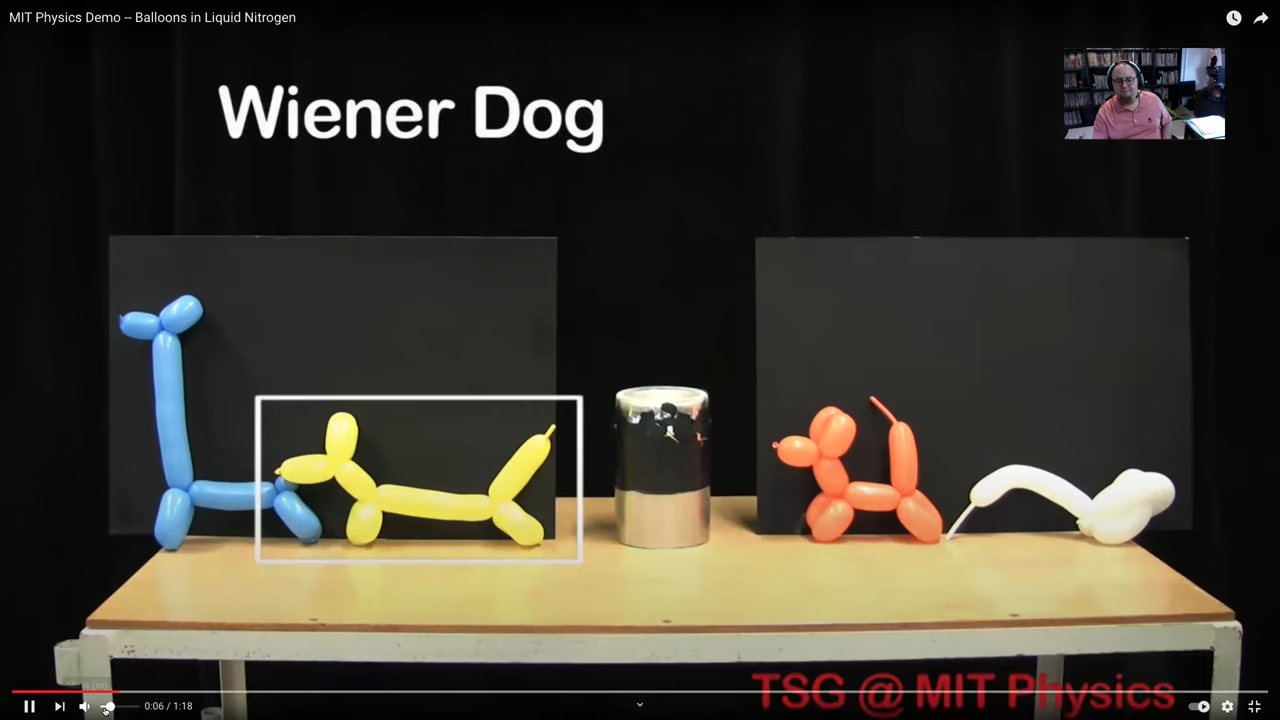 MIT Physics Demo -- Balloons in Liquid Nitrogen
Wiener Dog
TSG @ MIT Physics
0:06 / 1:18